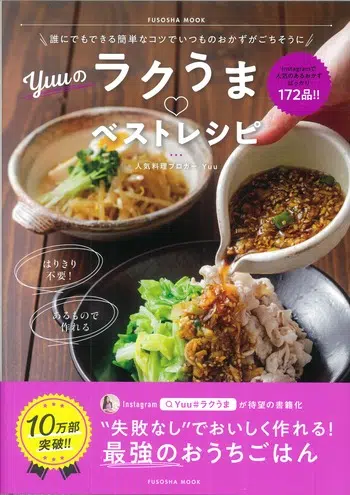 FUSOSHA MOOK
誰にでもできる簡単なコツでいつものおかずがごちそうに
Yuuの
ラクうま
ベストレシピ
Instagramで
人気のあるおかず
ばっかり
172品!!
人気料理ブロガー Yuu
はりきり
不要!
あるもので
作れる
10万部
突破!!
Instagram Yuu#ラクうま が待望の書籍化
"失敗なし"でおいしく作れる!
最強のおうちごはん
FUSOSHA MOOK